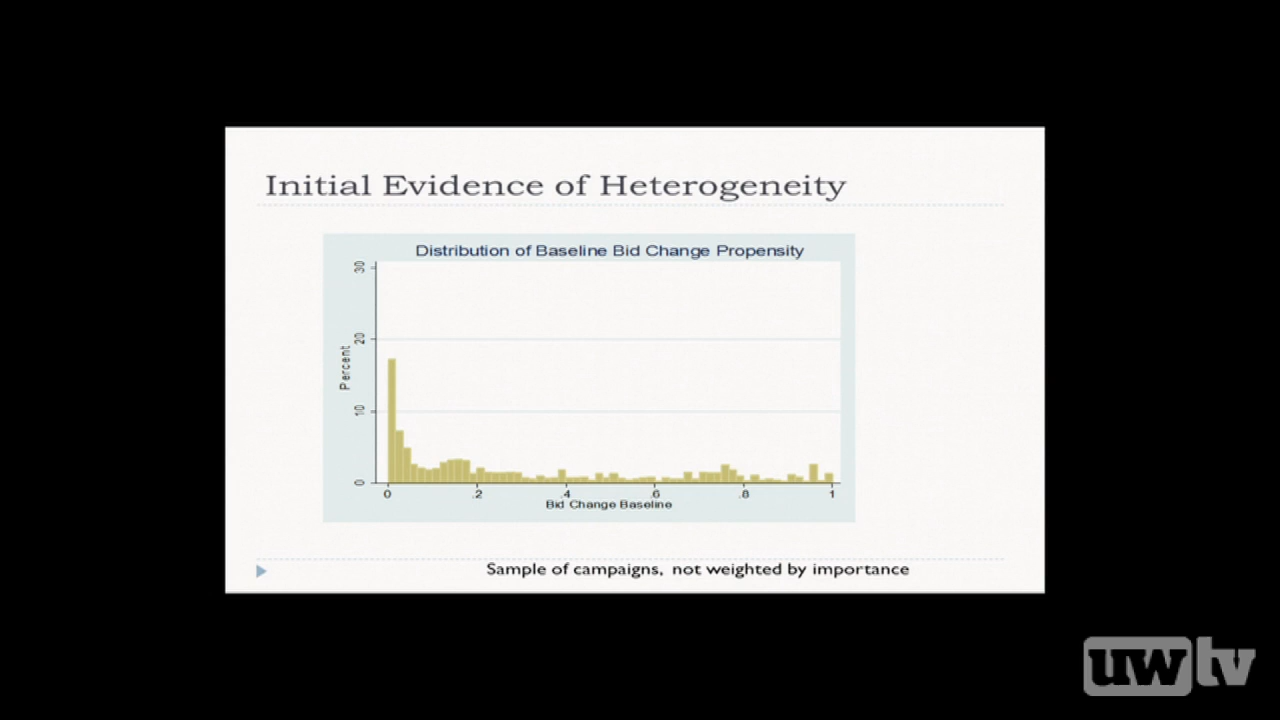 Initial Evidence of Heterogeneity
Distribution of Baseline Bid Change Propensity
30
20
10
0
Percent
0 .2 .4 .6 .8 1
Bid Change Baseline
Sample of campaigns, not weighted by importance
uwtv